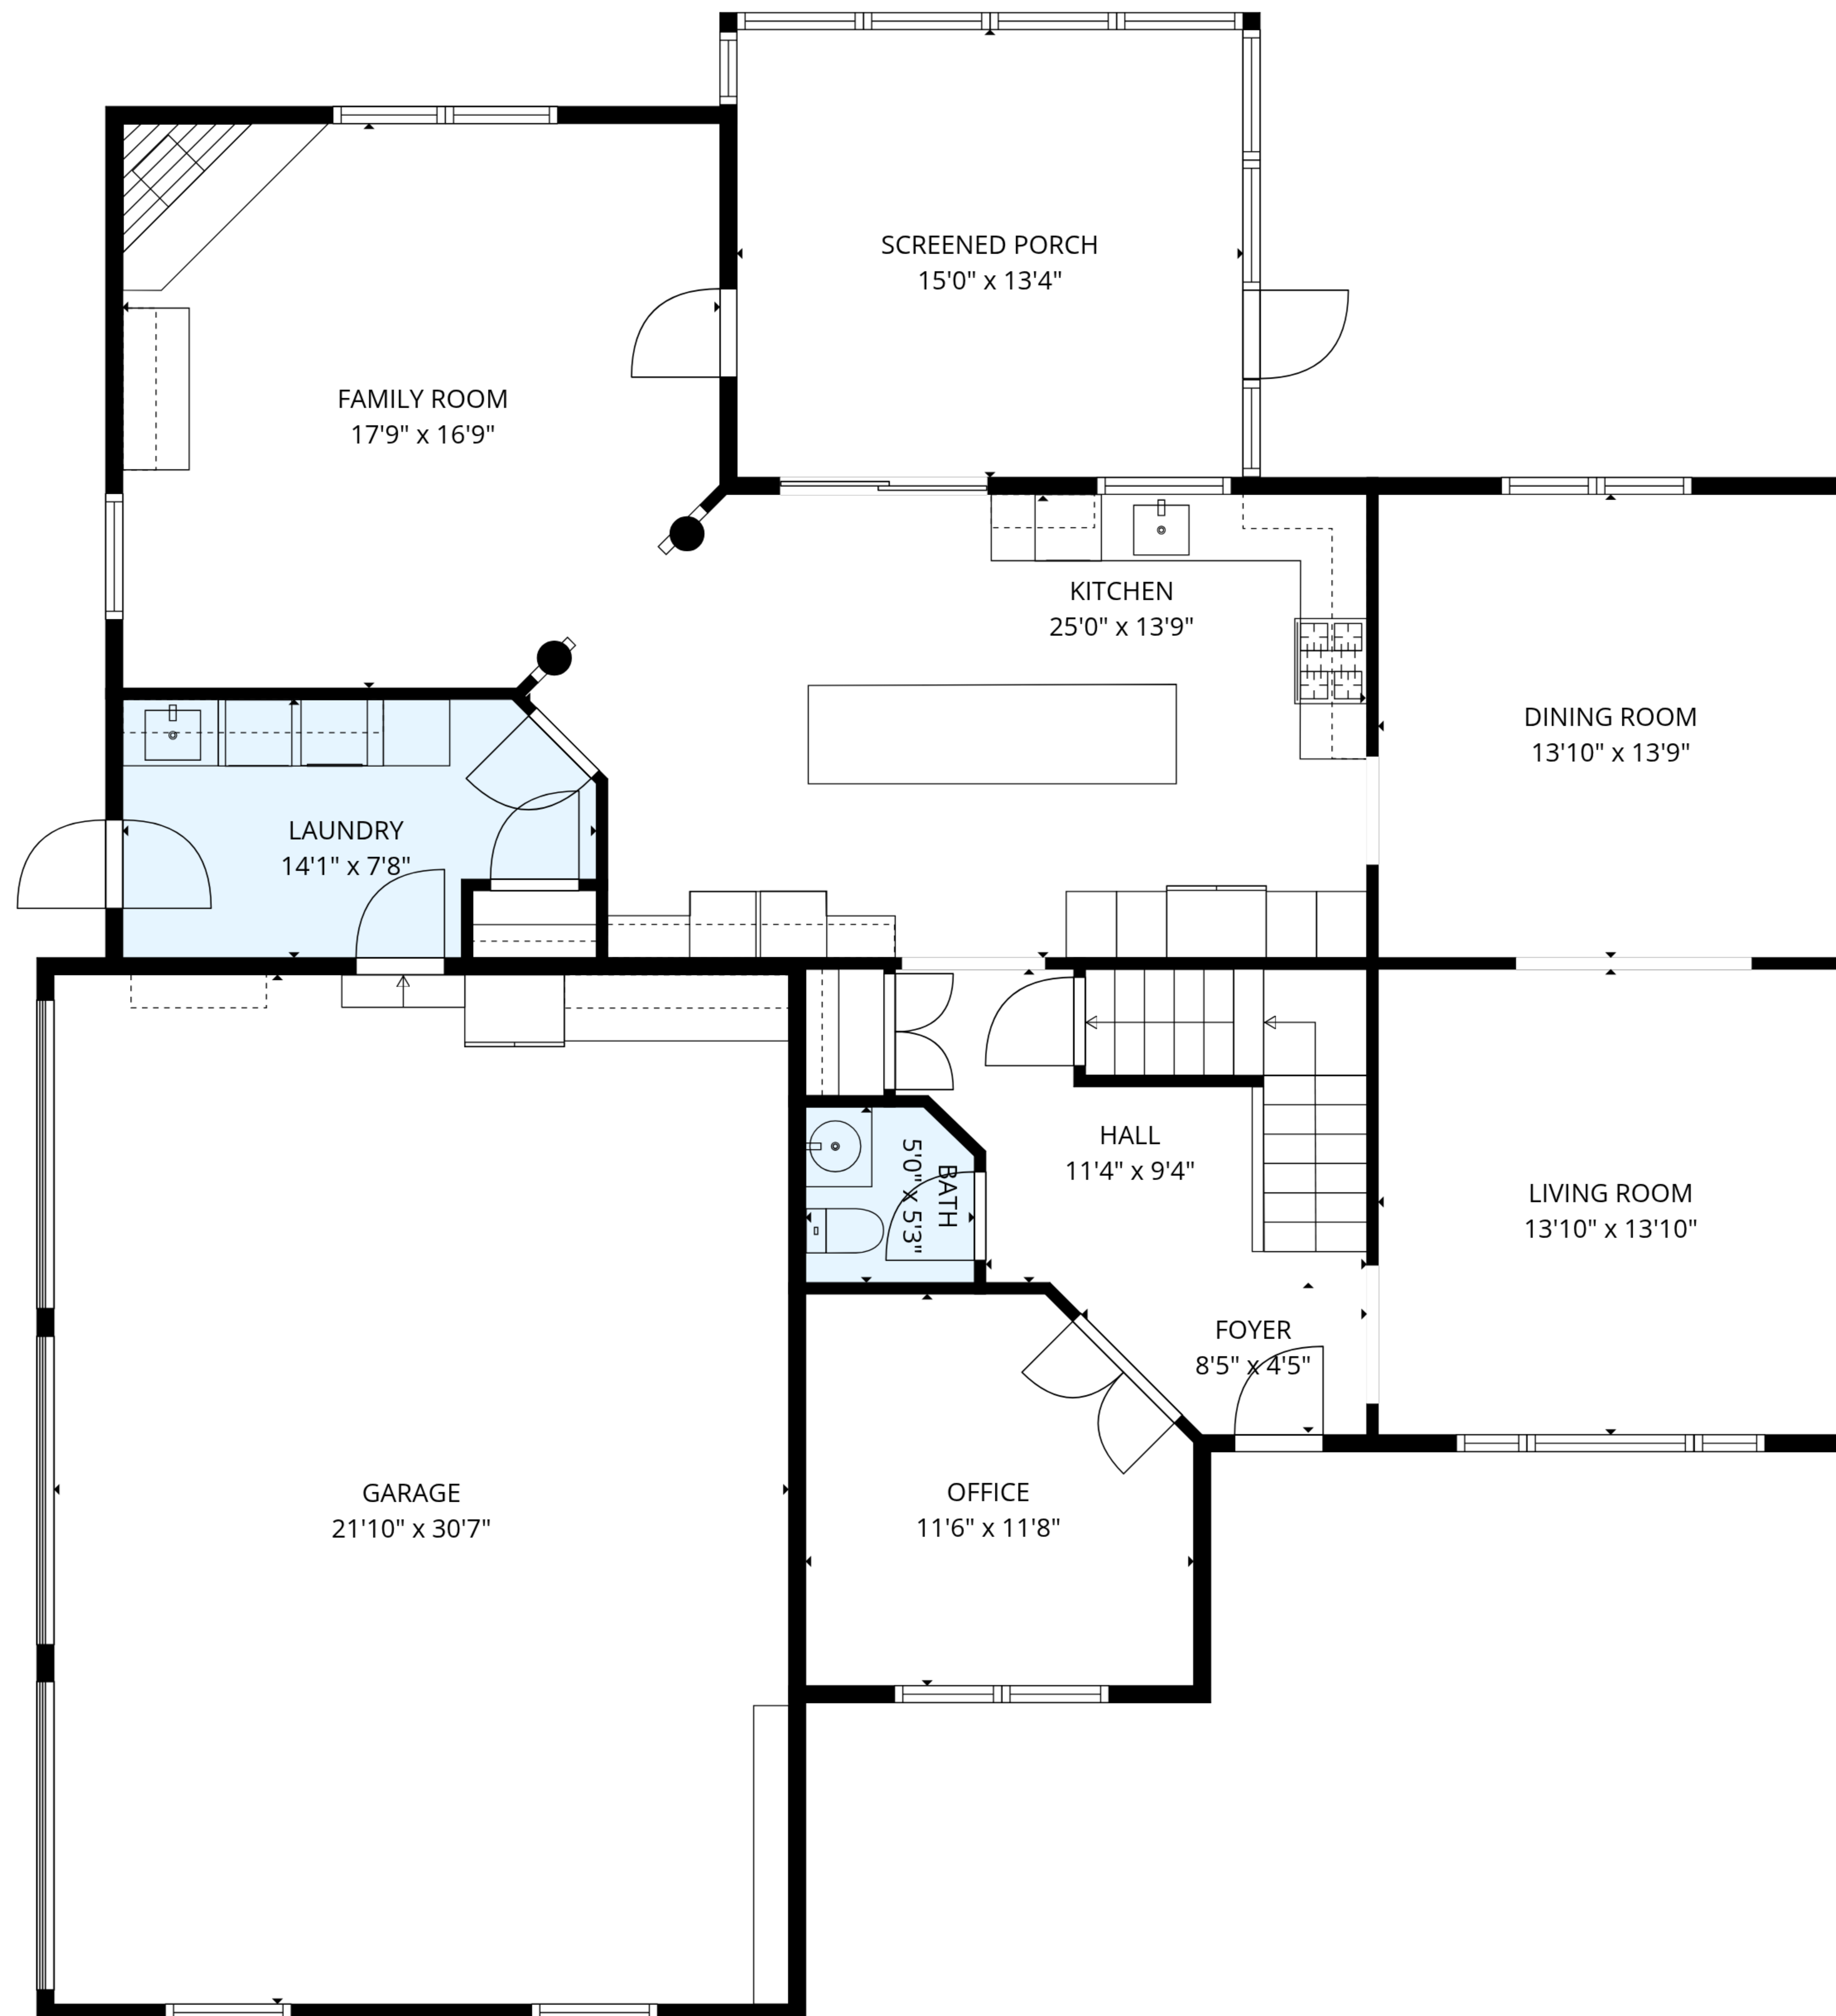 SCREENED PORCH
15'0" x 13'4"
FAMILY ROOM
17'9" x 16'9"
KITCHEN
25'0" x 13'9"
DINING ROOM
13'10" x 13'9"
LAUNDRY
14'1" x 7'8"
HALL
11'4" x 9'4"
BATH
5'0" x 5'3"
LIVING ROOM
13'10" x 13'10"
FOYER
8'5" x 4'5"
GARAGE
21'10" x 30'7"
OFFICE
11'6" x 11'8"